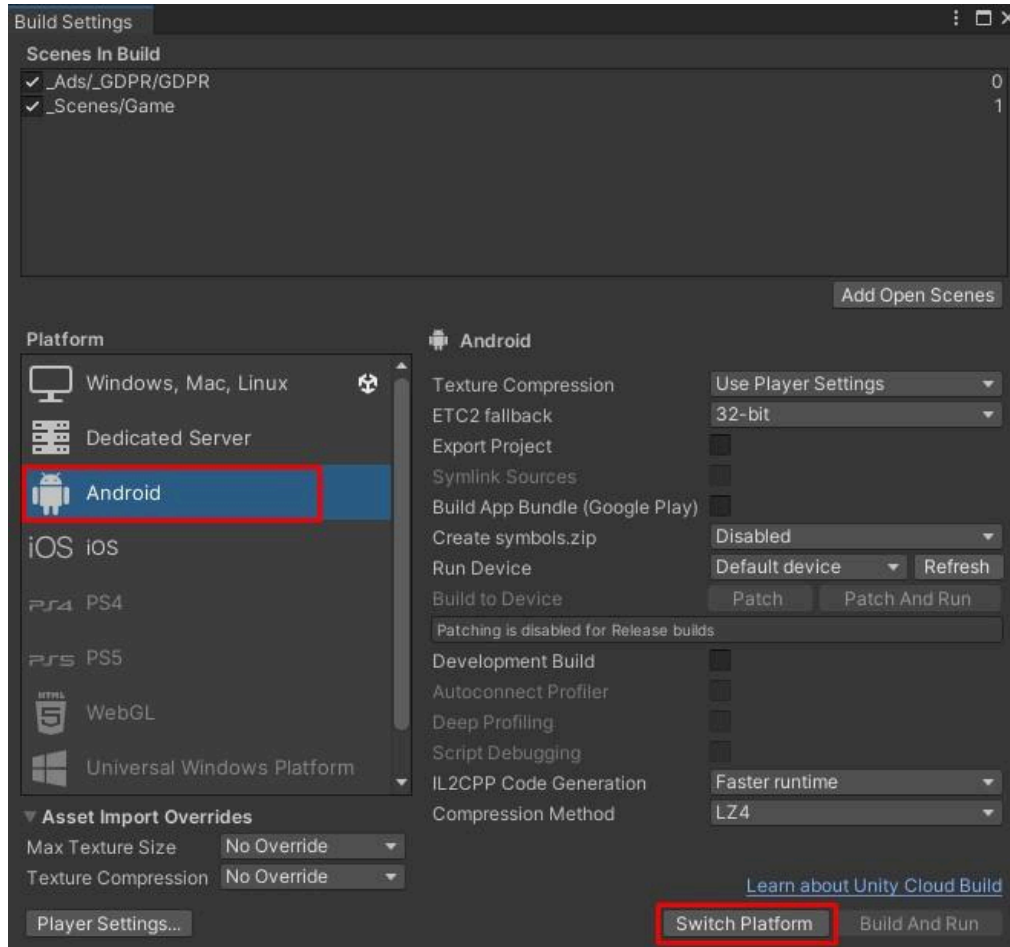 Build Settings
Scenes In Build
_Ads/_GDPR/GDPR 0
_Scenes/Game 1
Add Open Scenes
Platform
Windows, Mac, Linux
Dedicated Server
Android
iOS iOS
PS4 PS4
PS5 PS5
HTML 5 WebGL
Universal Windows Platform
Asset Import Overrides
Max Texture Size No Override
Texture Compression No Override
Player Settings...
Android
Texture Compression Use Player Settings
ETC2 fallback 32-bit
Export Project
Symlink Sources
Build App Bundle (Google Play)
Create symbols.zip Disabled
Run Device Default device Refresh
Build to Device Patch Patch And Run
Patching is disabled for Release builds
Development Build
Autoconnect Profiler
Deep Profiling
Script Debugging
IL2CPP Code Generation Faster runtime
Compression Method LZ4
Learn about Unity Cloud Build
Switch Platform Build And Run